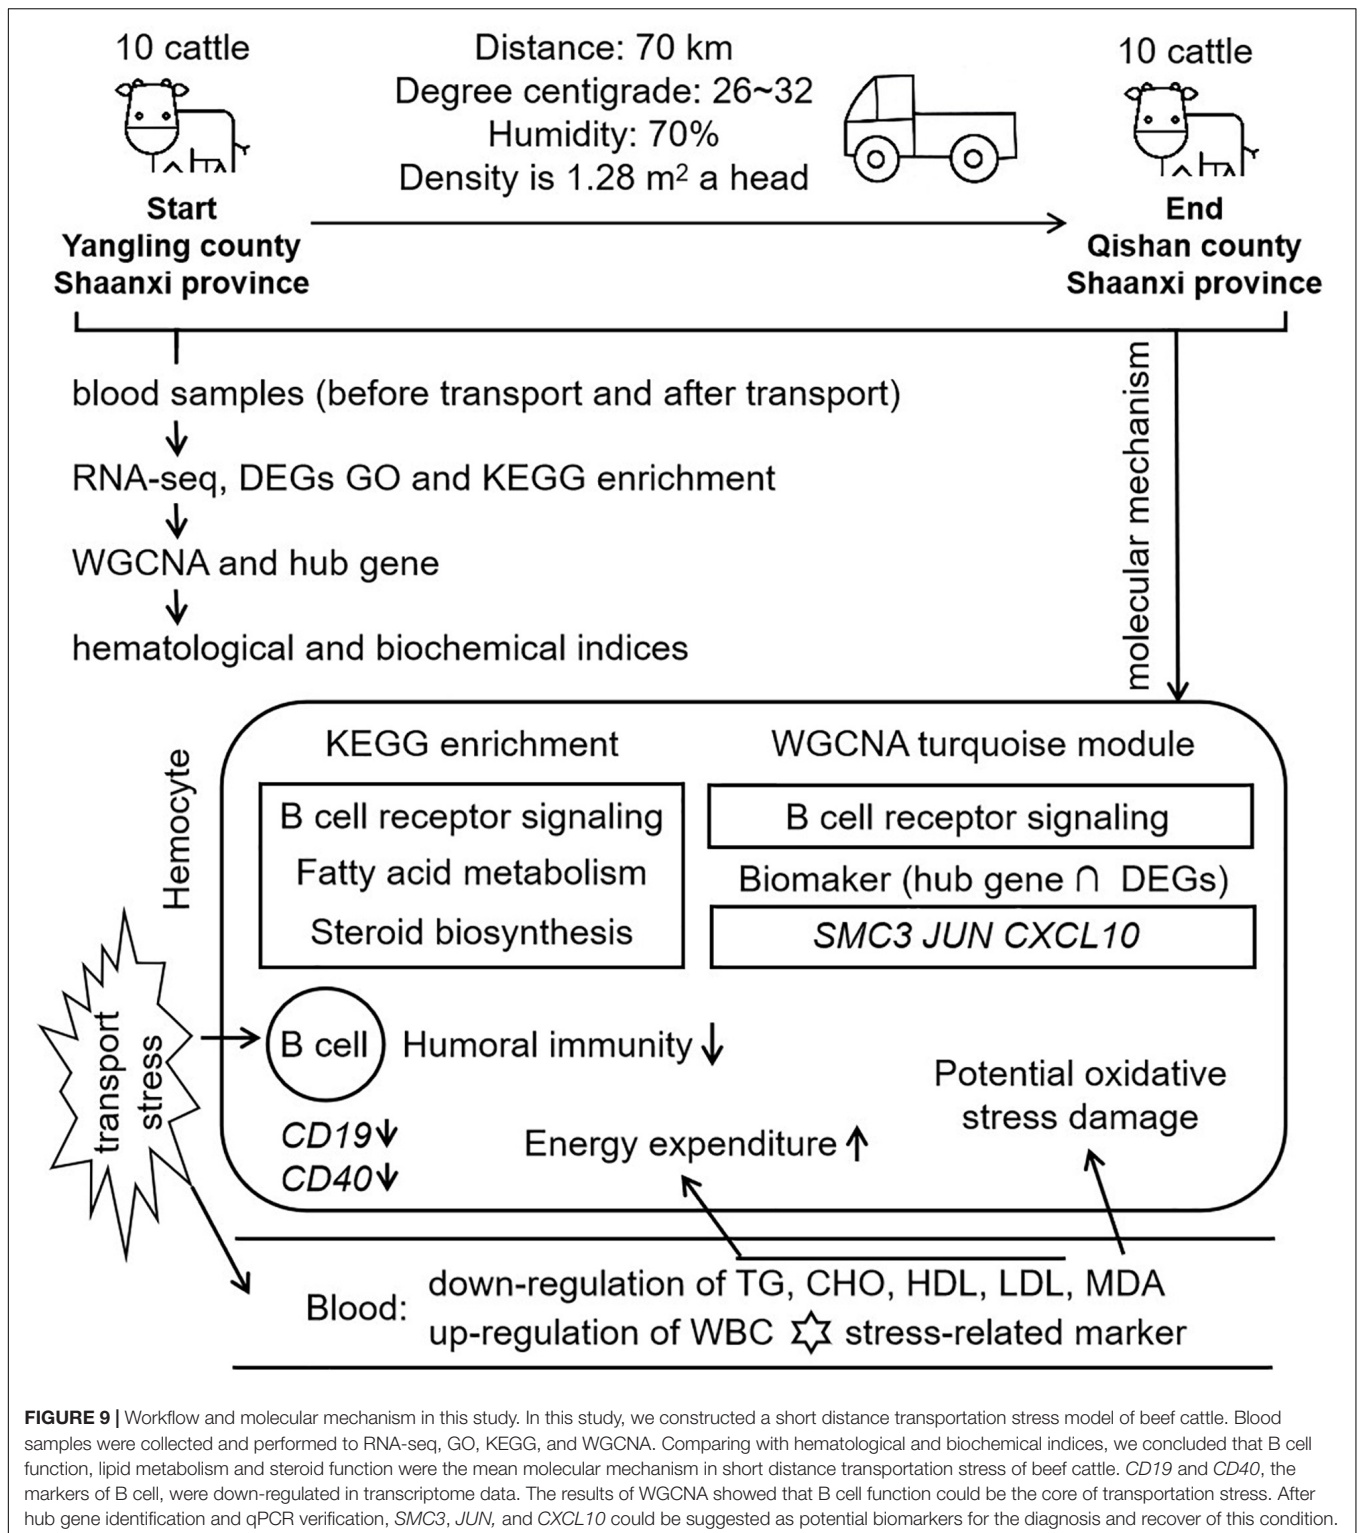 10 cattle
Distance: 70 km
Degree centigrade: 26~32
Humidity: 70%
Density is 1.28 m² a head
10 cattle
Start
Yangling county
Shaanxi province
End
Qishan county
Shaanxi province
blood samples (before transport and after transport)
RNA-seq, DEGs GO and KEGG enrichment
WGCNA and hub gene
hematological and biochemical indices
molecular mechanism
Hemocyte
KEGG enrichment
B cell receptor signaling
Fatty acid metabolism
Steroid biosynthesis
WGCNA turquoise module
B cell receptor signaling
Biomaker (hub gene ∩ DEGs)
SMC3 JUN CXCL10
transport
stress
B cell
Humoral immunity ↓
CD19↓
CD40↓
Energy expenditure ↑
Potential oxidative
stress damage
Blood:
down-regulation of TG, CHO, HDL, LDL, MDA
up-regulation of WBC ✡ stress-related marker
FIGURE 9 | Workflow and molecular mechanism in this study. In this study, we constructed a short distance transportation stress model of beef cattle. Blood
samples were collected and performed to RNA-seq, GO, KEGG, and WGCNA. Comparing with hematological and biochemical indices, we concluded that B cell
function, lipid metabolism and steroid function were the mean molecular mechanism in short distance transportation stress of beef cattle. CD19 and CD40, the
markers of B cell, were down-regulated in transcriptome data. The results of WGCNA showed that B cell function could be the core of transportation stress. After
hub gene identification and qPCR verification, SMC3, JUN, and CXCL10 could be suggested as potential biomarkers for the diagnosis and recover of this condition.